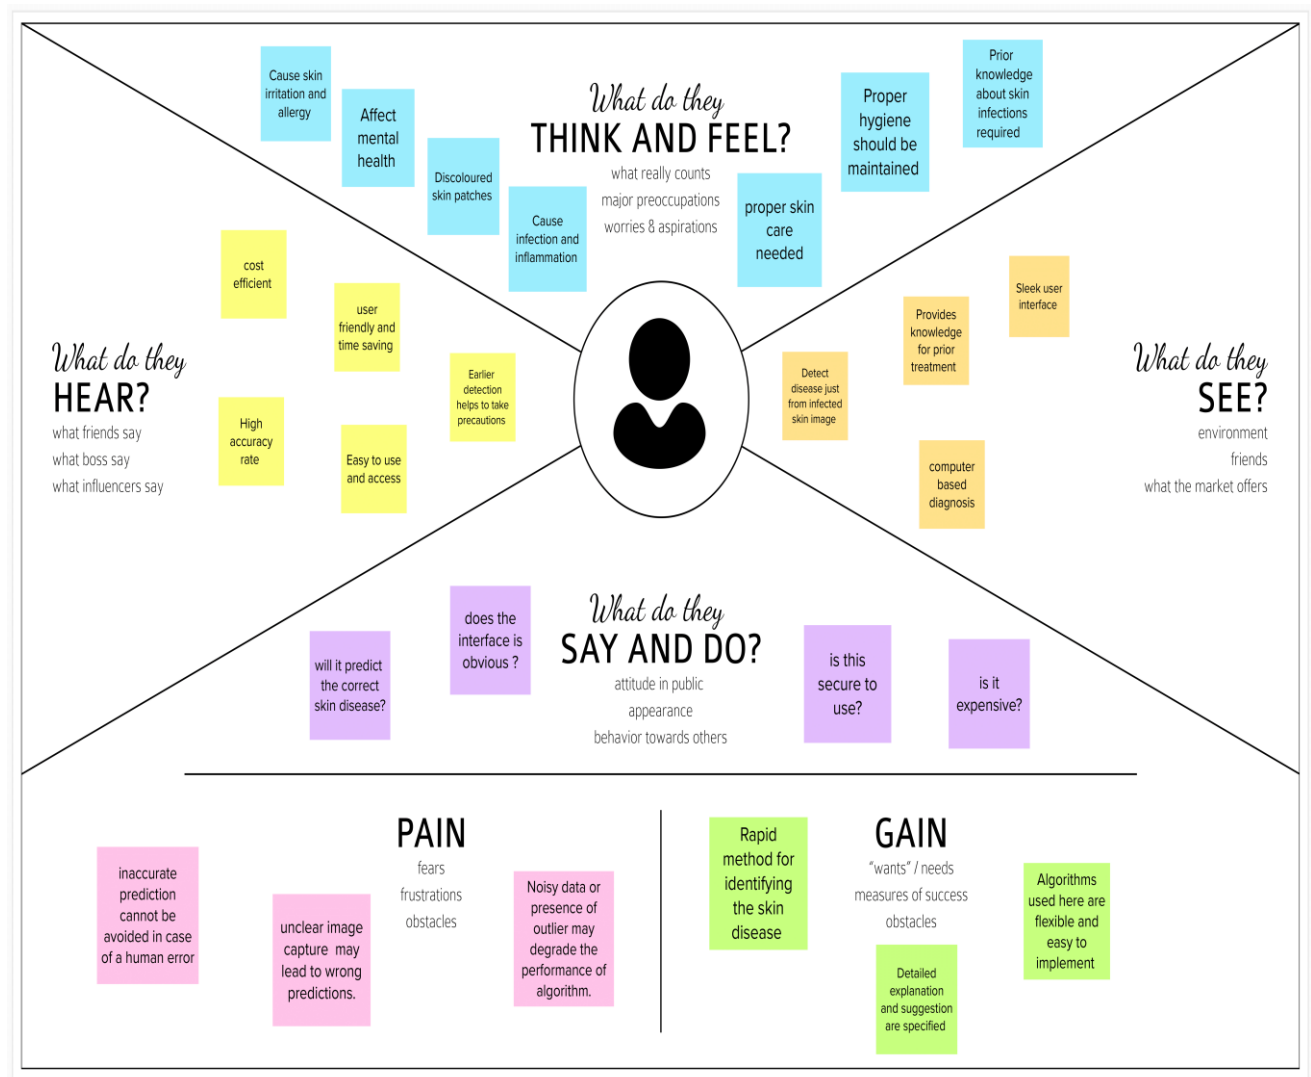 Cause skin
irritation and
allergy
Affect
mental
health
Discoloured
skin patches
Cause
infection and
inflammation
What do they
THINK AND FEEL?
what really counts
major preoccupations
worries & aspirations
proper skin
care
needed
Proper
hygiene
should be
maintained
Prior
knowledge
about skin
infections
required
What do they
HEAR?
what friends say
what boss say
what influencers say
cost
efficient
user
friendly and
time saving
Earlier
detection
helps to take
precautions
High
accuracy
rate
Easy to use
and access
Detect
disease just
from infected
skin image
Provides
knowledge
for prior
treatment
Sleek user
interface
computer
based
diagnosis
What do they
SEE?
environment
friends
what the market offers
will it predict
the correct
skin disease?
does the
interface is
obvious ?
What do they
SAY AND DO?
attitude in public
appearance
behavior towards others
is this
secure to
use?
is it
expensive?
PAIN
fears
frustrations
obstacles
inaccurate
prediction
cannot be
avoided in case
of a human error
unclear image
capture may
lead to wrong
predictions.
Noisy data or
presence of
outlier may
degrade the
performance of
algorithm.
GAIN
"wants" / needs
measures of success
obstacles
Rapid
method for
identifying
the skin
disease
Detailed
explanation
and suggestion
are specified
Algorithms
used here are
flexible and
easy to
implement